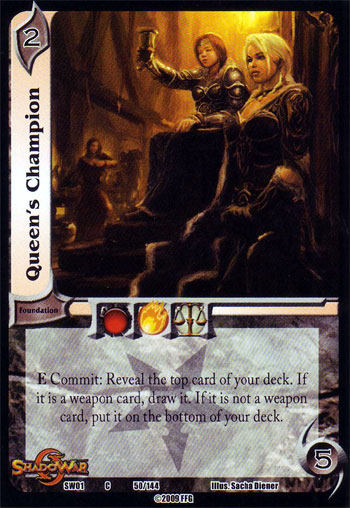 2
Queen's Champion
foundation
E Commit: Reveal the top card of your deck. If
it is a weapon card, draw it. If it is not a weapon
card, put it on the bottom of your deck.
5
SHADOWAR
SW01 C 50/144 Illus. Sacha Diener
©2009 FFG